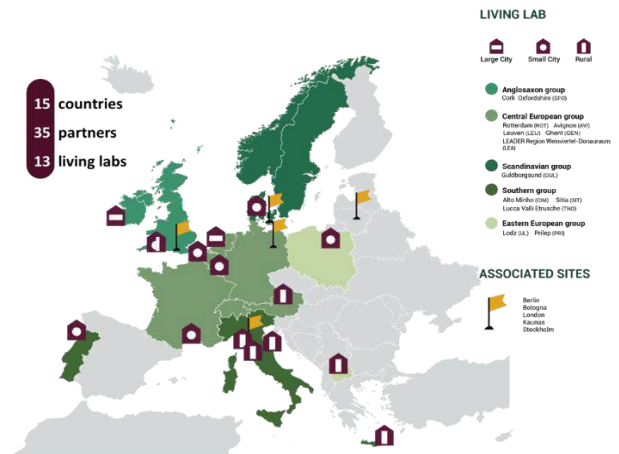 LIVING LAB
Large City Small City Rural
15 countries
35 partners
13 living labs
Anglosaxon group
Cork Oxfordshire (GFO)
Central European group
Rotterdam (ROT) Avignon (AVI)
Leuven (LEU) Ghent (GEN)
LEADER Region Weinviertel-Donauraum
(LEA)
Scandinavian group
Guldborgsund (GUL)
Southern group
Alto Minho (CIM) Sitia (SIT)
Lucca Valli Etrusche (TNO)
Eastern European group
Lodz (UL) Prilep (PRI)
ASSOCIATED SITES
Berlin
Bologna
London
Kaunas
Stockholm